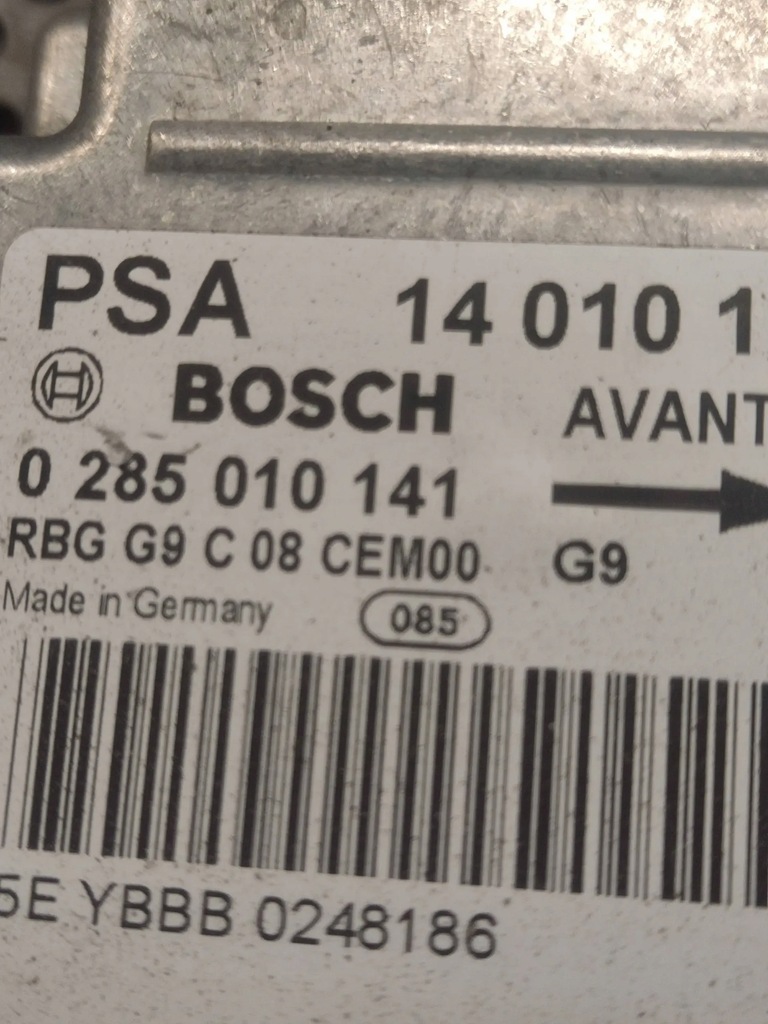 PSA 14 010 1
BOSCH AVANT
0 285 010 141
RBG G9 C 08 CEM00 G9
Made in Germany 085
5E YBBB 0248186